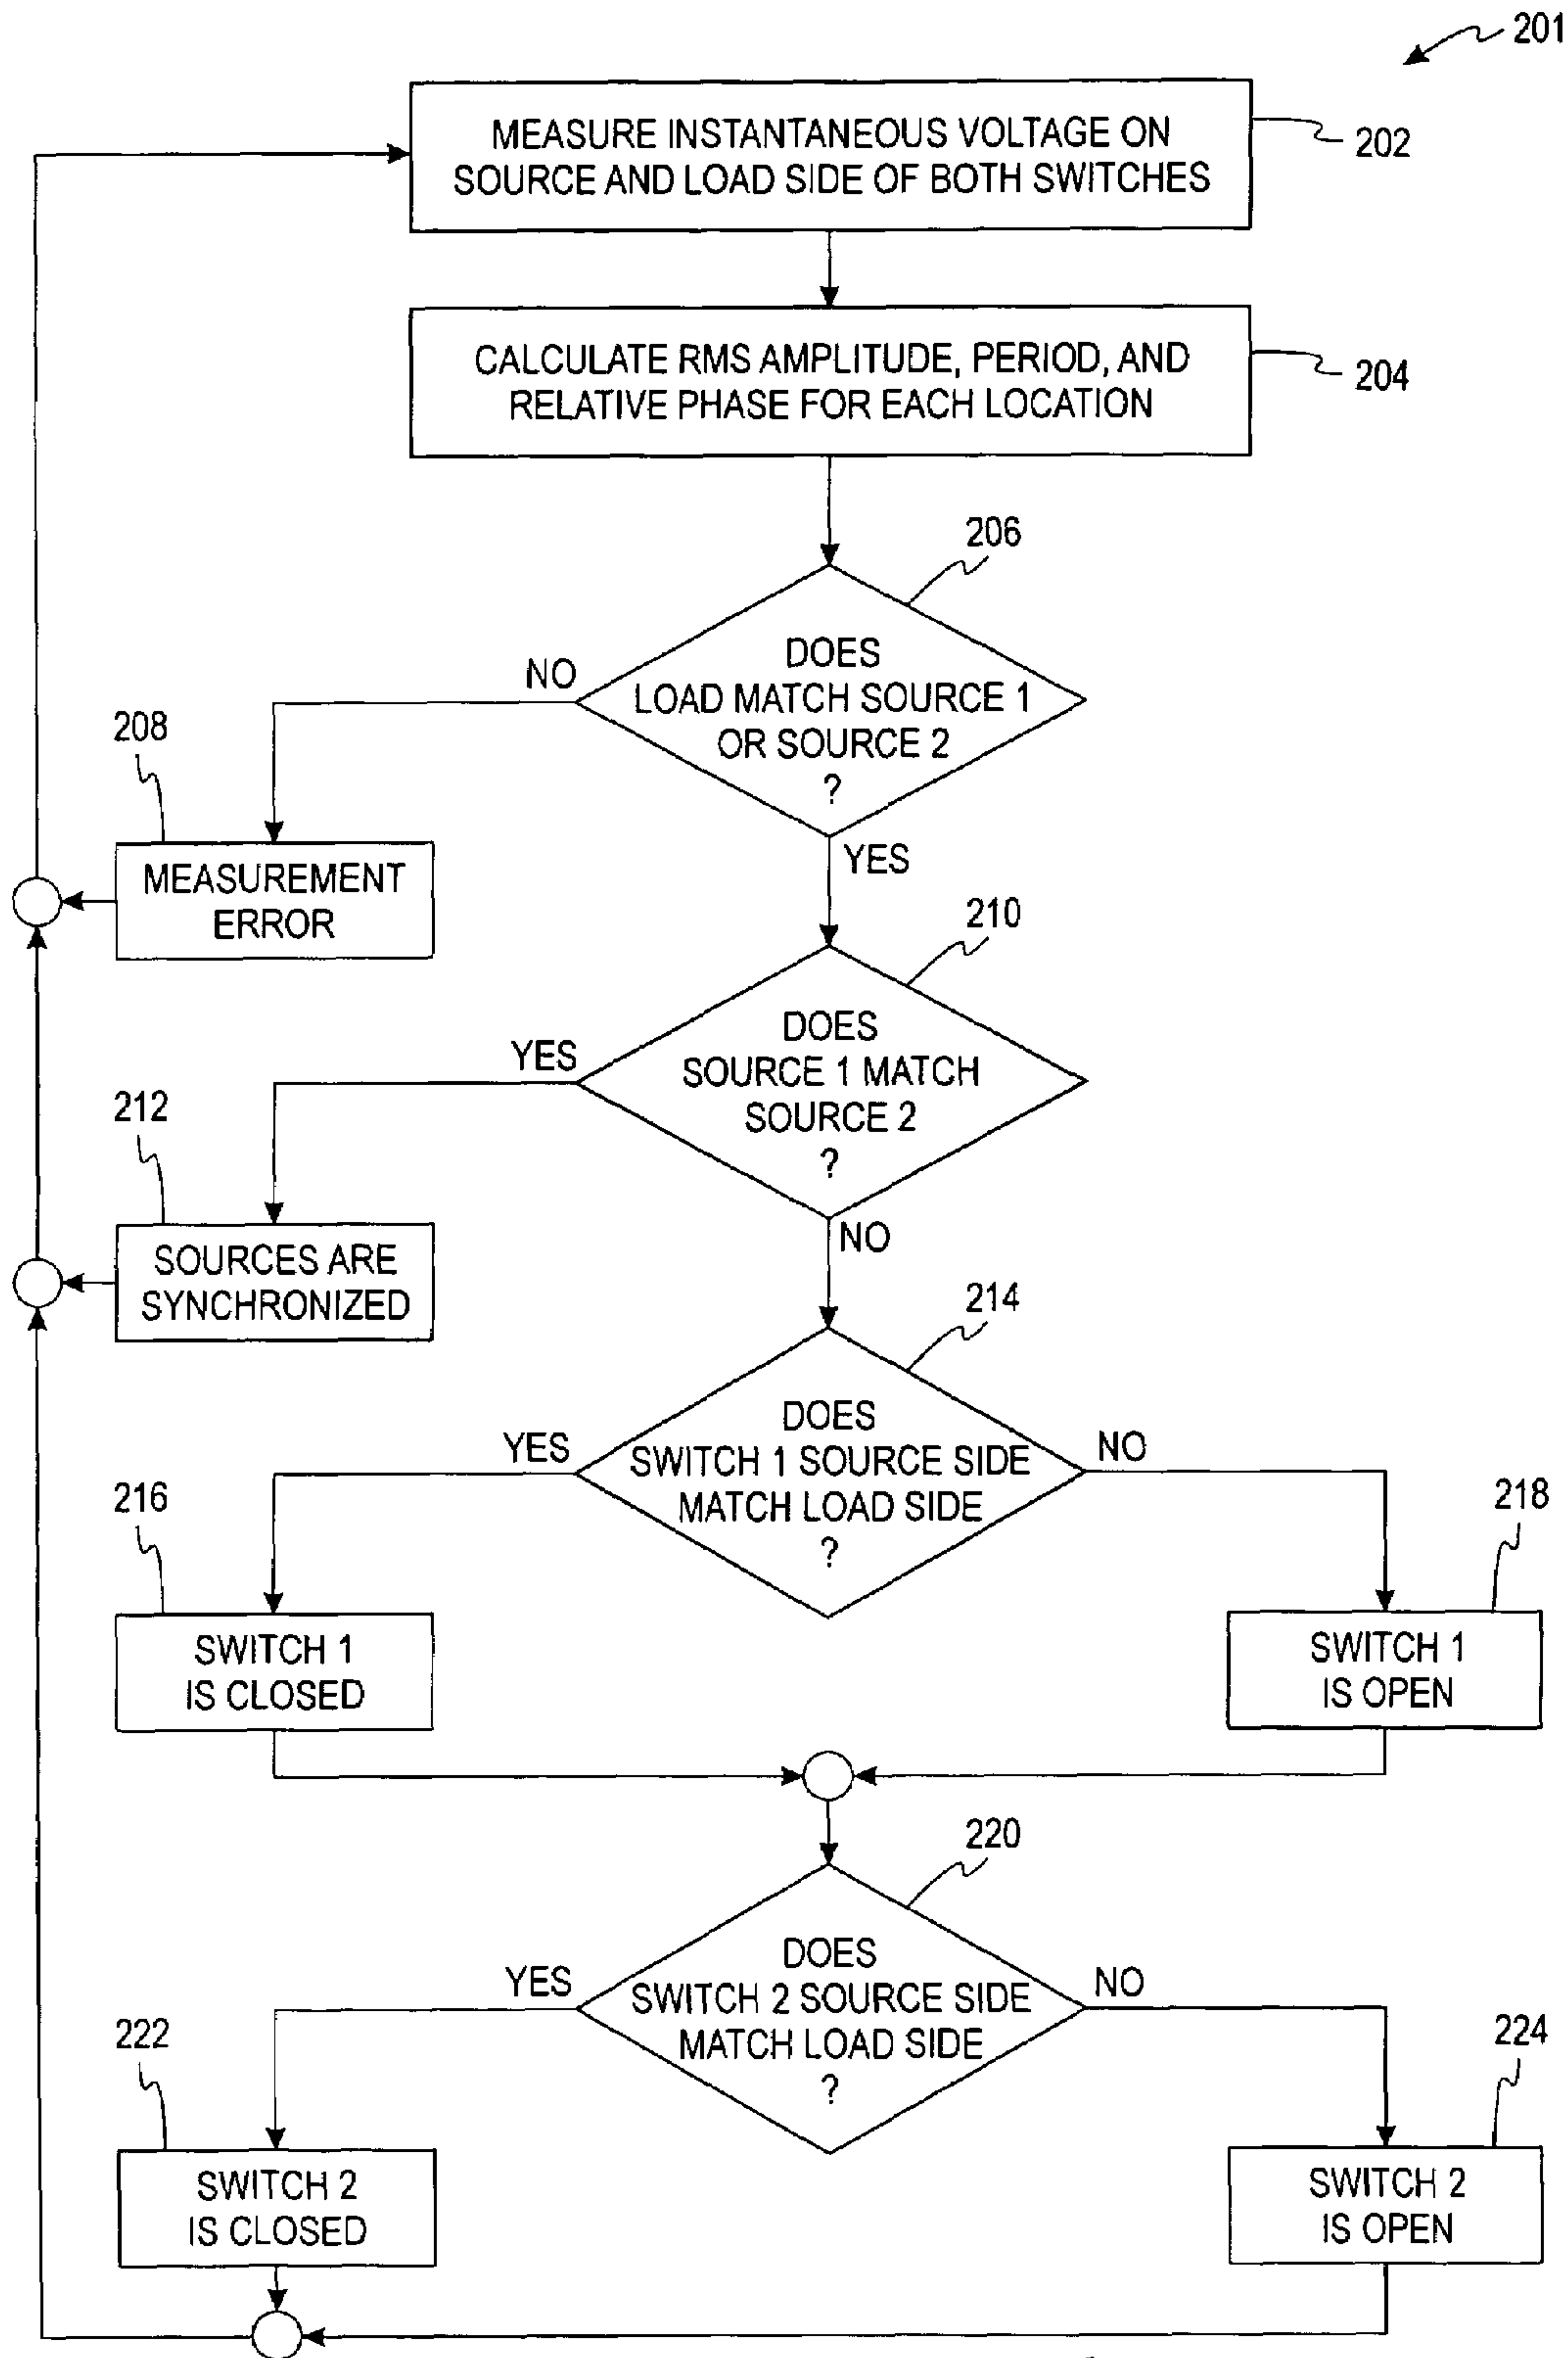 201
MEASURE INSTANTANEOUS VOLTAGE ON
SOURCE AND LOAD SIDE OF BOTH SWITCHES
202
CALCULATE RMS AMPLITUDE, PERIOD, AND
RELATIVE PHASE FOR EACH LOCATION
204
206
DOES
LOAD MATCH SOURCE 1
OR SOURCE 2
?
NO
YES
208
MEASUREMENT
ERROR
210
DOES
SOURCE 1 MATCH
SOURCE 2
?
YES
NO
212
SOURCES ARE
SYNCHRONIZED
214
DOES
SWITCH 1 SOURCE SIDE
MATCH LOAD SIDE
?
YES
NO
216
SWITCH 1
IS CLOSED
218
SWITCH 1
IS OPEN
220
DOES
SWITCH 2 SOURCE SIDE
MATCH LOAD SIDE
?
YES
NO
222
SWITCH 2
IS CLOSED
224
SWITCH 2
IS OPEN